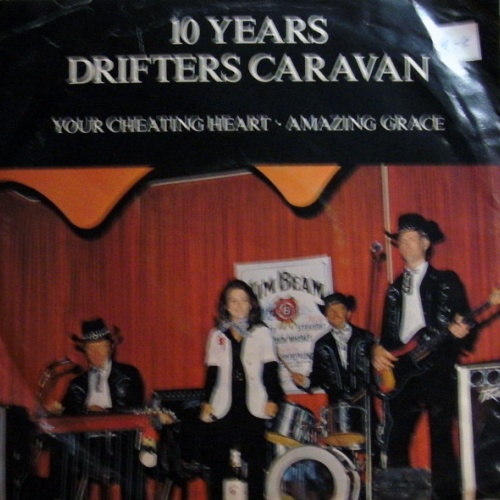 10 YEARS
DRIFTERS CARAVAN
YOUR CHEATING HEART · AMAZING GRACE
JIM BEAM